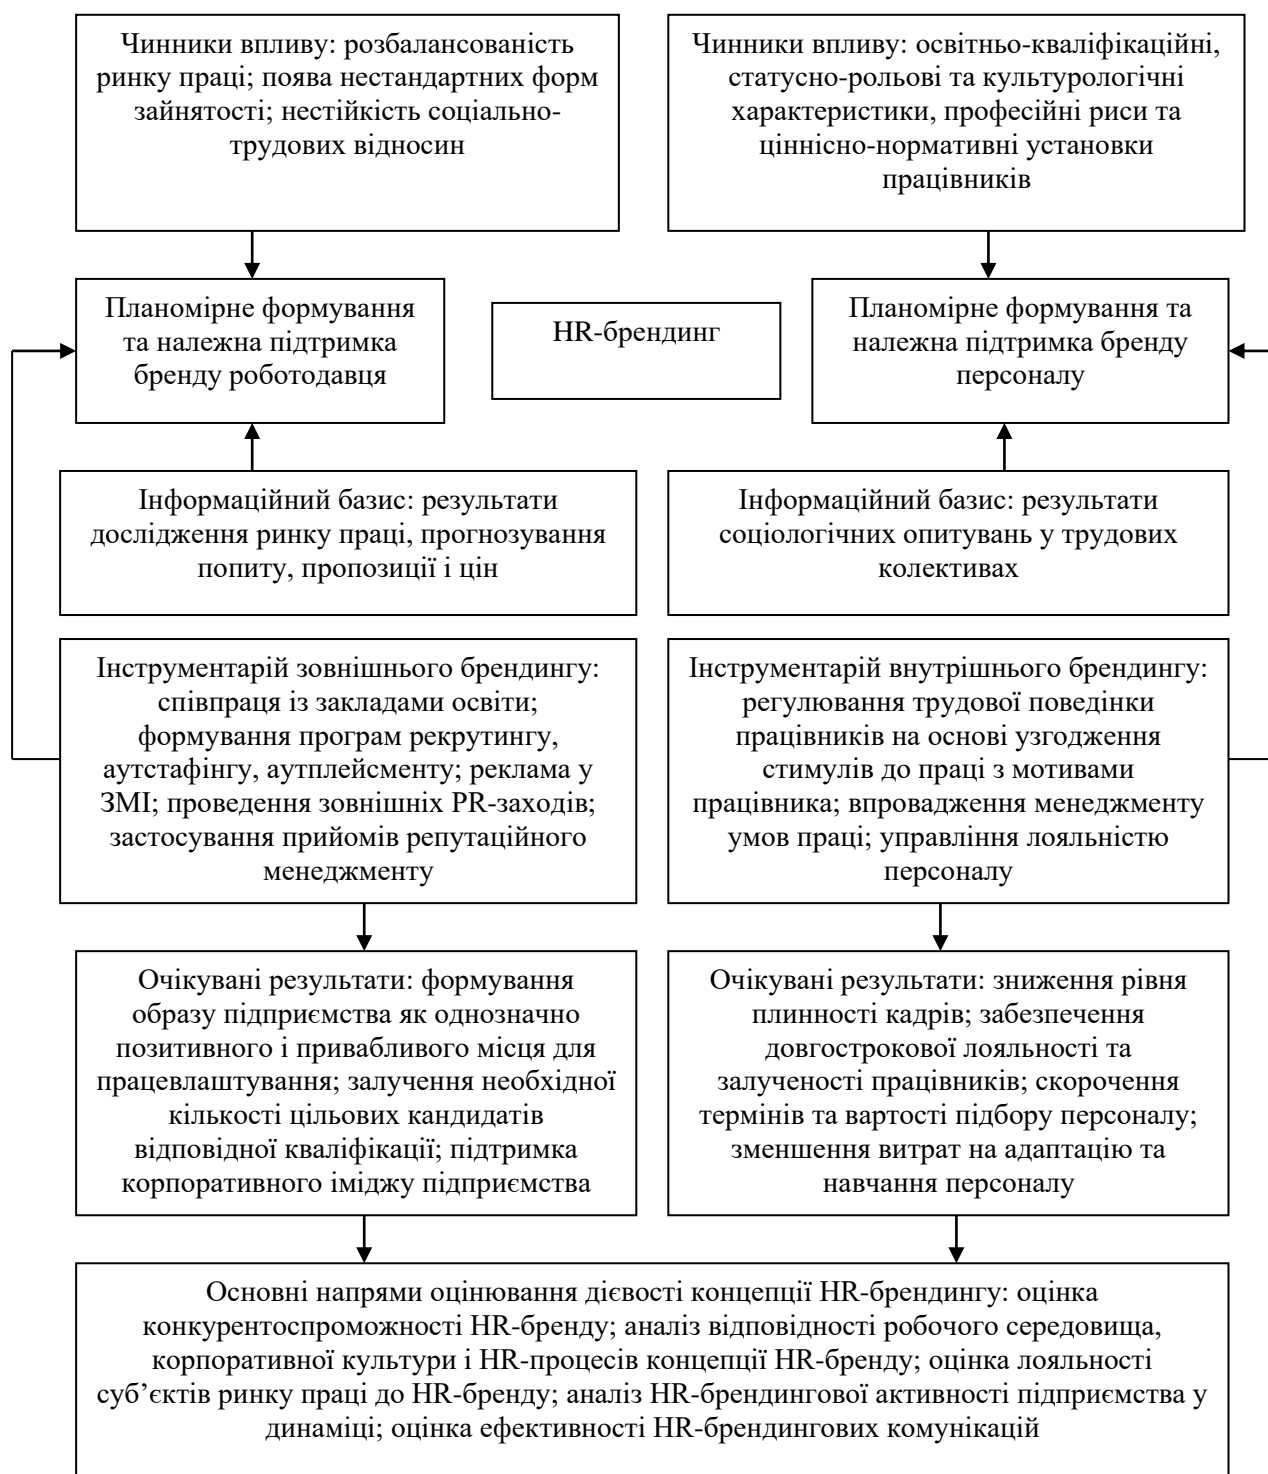 Чинники впливу: розбалансованість
ринку праці; поява нестандартних форм
зайнятості; нестійкість соціально-
трудових відносин
Чинники впливу: освітньо-кваліфікаційні,
статусно-рольові та культурологічні
характеристики, професійні риси та
ціннісно-нормативні установки
працівників
Планомірне формування
та належна підтримка
бренду роботодавця
HR-брендинг
Планомірне формування та
належна підтримка бренду
персоналу
Інформаційний базис: результати
дослідження ринку праці, прогнозування
попиту, пропозиції і цін
Інформаційний базис: результати
соціологічних опитувань у трудових
колективах
Інструментарій зовнішнього брендингу:
співпраця із закладами освіти;
формування програм рекрутингу,
аутстафінгу, аутплейсменту; реклама у
ЗМІ; проведення зовнішніх PR-заходів;
застосування прийомів репутаційного
менеджменту
Інструментарій внутрішнього брендингу:
регулювання трудової поведінки
працівників на основі узгодження
стимулів до праці з мотивами
працівника; впровадження менеджменту
умов праці; управління лояльністю
персоналу
Очікувані результати: формування
образу підприємства як однозначно
позитивного і привабливого місця для
працевлаштування; залучення необхідної
кількості цільових кандидатів
відповідної кваліфікації; підтримка
корпоративного іміджу підприємства
Очікувані результати: зниження рівня
плинності кадрів; забезпечення
довгострокової лояльності та
залученості працівників; скорочення
термінів та вартості підбору персоналу;
зменшення витрат на адаптацію та
навчання персоналу
Основні напрями оцінювання дієвості концепції HR-брендингу: оцінка
конкурентоспроможності HR-бренду; аналіз відповідності робочого середовища,
корпоративної культури і HR-процесів концепції HR-бренду; оцінка лояльності
суб’єктів ринку праці до HR-бренду; аналіз HR-брендингової активності підприємства у
динаміці; оцінка ефективності HR-брендингових комунікацій